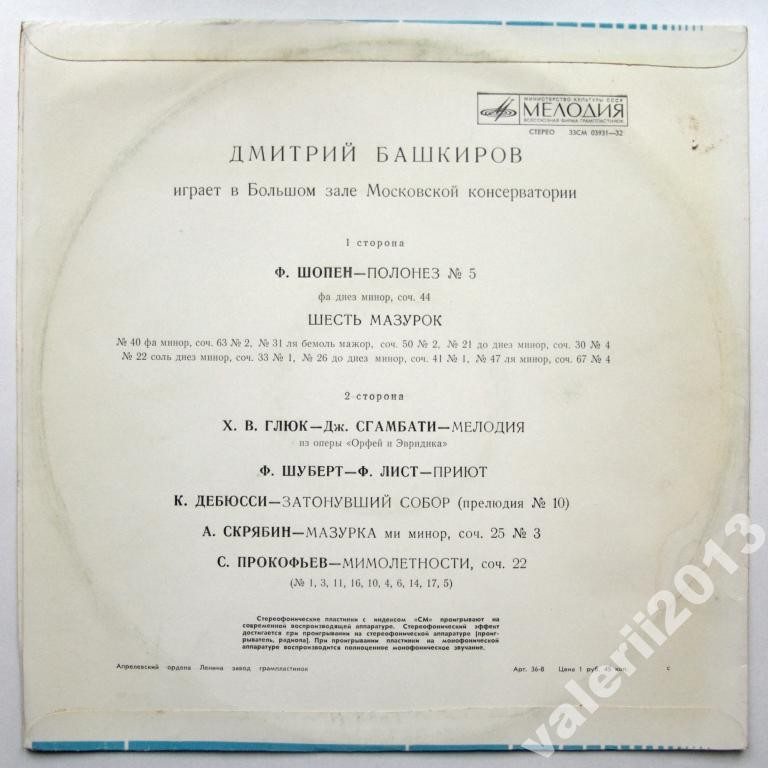 МИНИСТЕРСТВО КУЛЬТУРЫ СССР
МЕЛОДИЯ
ВСЕСОЮЗНАЯ ФИРМА ГРАМПЛАСТИНОК
СТЕРЕО 33СМ 03931—32
ДМИТРИЙ БАШКИРОВ
играет в Большом зале Московской консерватории
1 сторона
Ф. ШОПЕН—ПОЛОНЕЗ № 5
фа диез минор, соч. 44
ШЕСТЬ МАЗУРОК
№ 40 фа минор, соч. 63 № 2, № 31 ля бемоль мажор, соч. 50 № 2, № 21 до диез минор, соч. 30 № 4
№ 22 соль диез минор, соч. 33 № 1, № 26 до диез минор, соч. 41 № 1, № 47 ля минор, соч. 67 № 4
2 сторона
Х. В. ГЛЮК—Дж. СГАМБАТИ—МЕЛОДИЯ
из оперы «Орфей и Эвридика»
Ф. ШУБЕРТ—Ф. ЛИСТ—ПРИЮТ
К. ДЕБЮССИ—ЗАТОНУВШИЙ СОБОР (прелюдия № 10)
А. СКРЯБИН—МАЗУРКА ми минор, соч. 25 № 3
С. ПРОКОФЬЕВ—МИМОЛЕТНОСТИ, соч. 22
(№ 1, 3, 11, 16, 10, 4, 6, 14, 17, 5)
Стереофонические пластинки с индексом «СМ» проигрывают на
современной воспроизводящей аппаратуре. Стереофонический эффект
достигается при проигрывании на стереофонической аппаратуре [проиг-
рыватель, радиола]. При проигрывании пластинки на монофонической
аппаратуре воспроизводится полноценное монофоническое звучание.
Апрелевский ордена Ленина завод грампластинок Арт. 36-8 Цена 1 руб. 45 коп. с
valerii2013